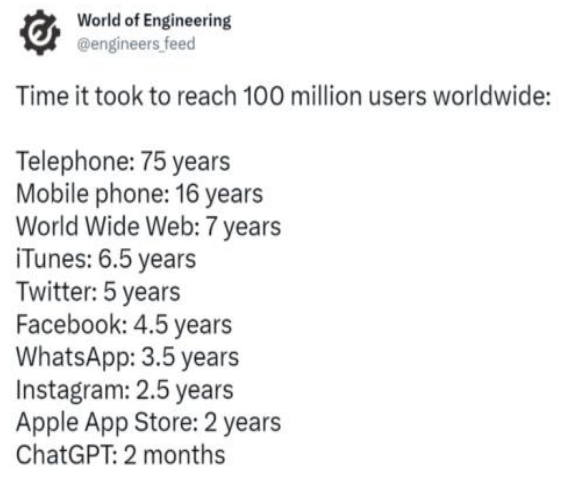 World of Engineering
@engineers_feed
Time it took to reach 100 million users worldwide:
Telephone: 75 years
Mobile phone: 16 years
World Wide Web: 7 years
iTunes: 6.5 years
Twitter: 5 years
Facebook: 4.5 years
WhatsApp: 3.5 years
Instagram: 2.5 years
Apple App Store: 2 years
ChatGPT: 2 months